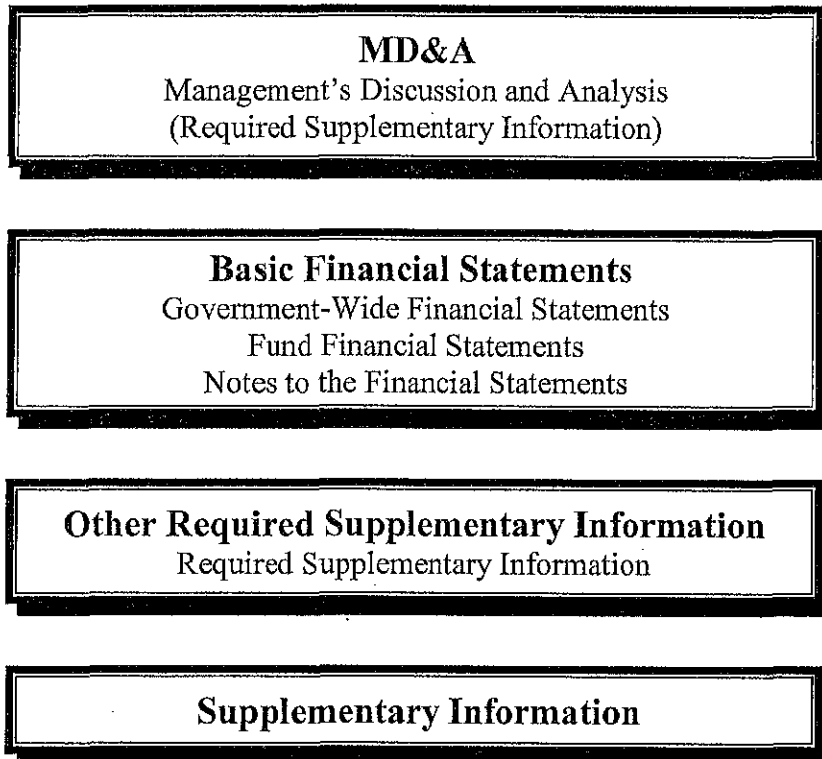 MD&A
Management's Discussion and Analysis
(Required Supplementary Information)
Basic Financial Statements
Government-Wide Financial Statements
Fund Financial Statements
Notes to the Financial Statements
Other Required Supplementary Information
Required Supplementary Information
Supplementary Information